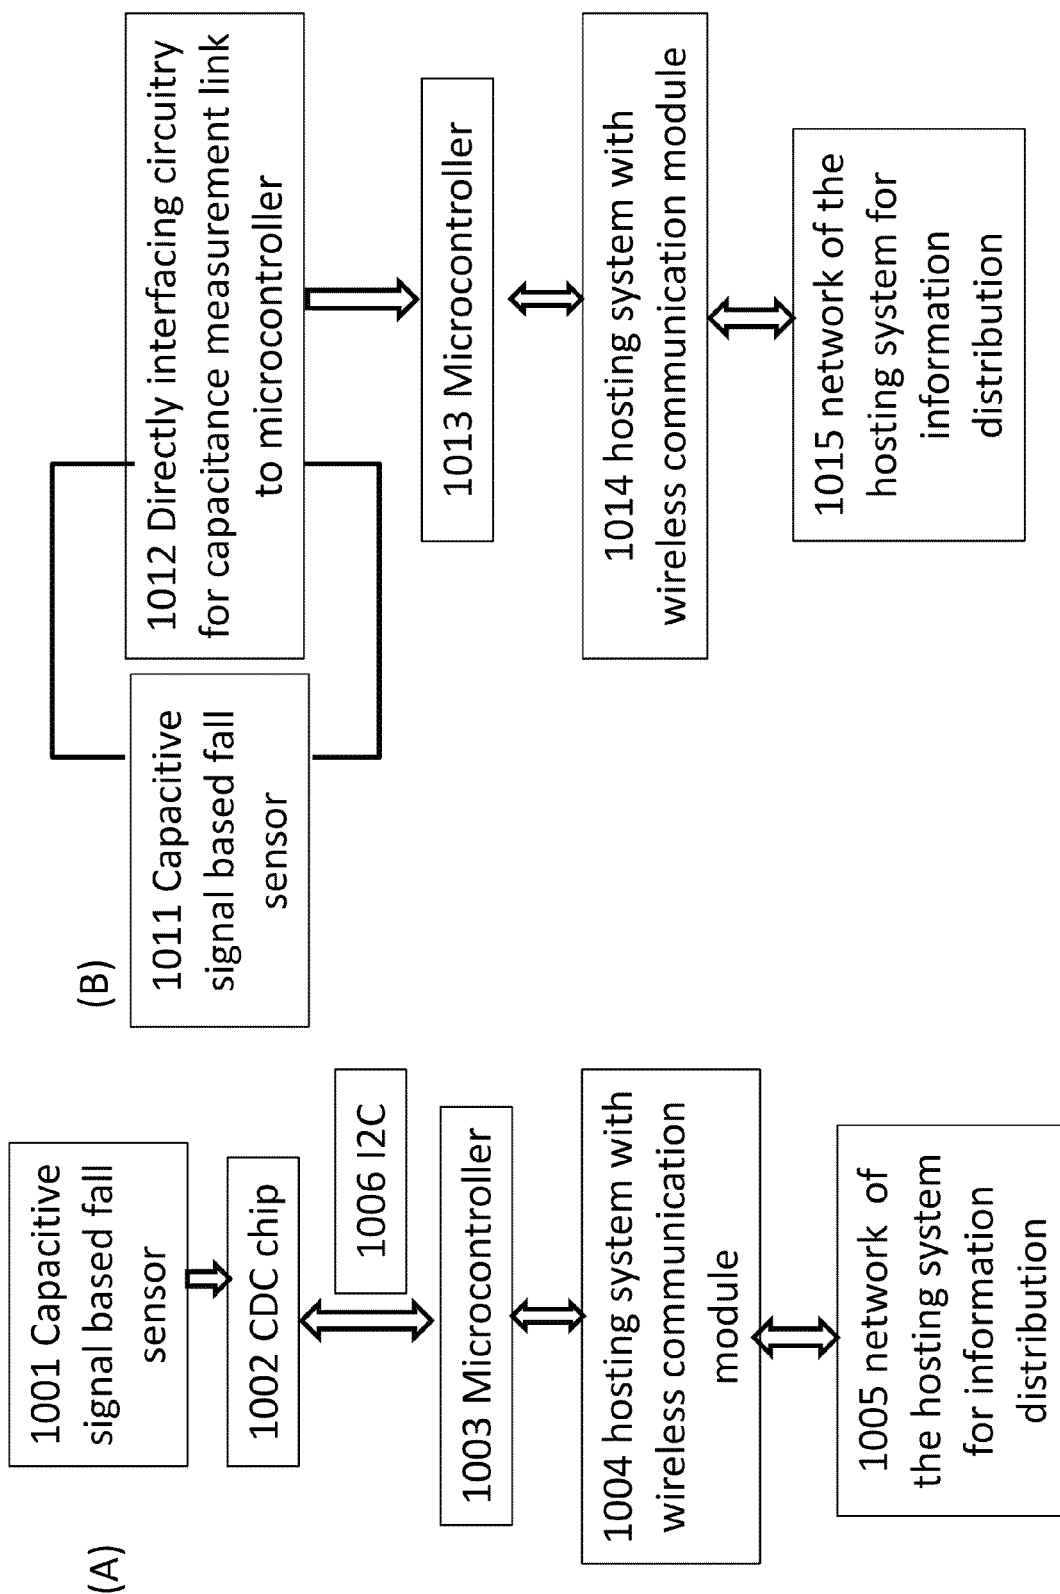 (A)
1001 Capacitive
signal based fall
sensor
1002 CDC chip
1006 I2C
1003 Microcontroller
1004 hosting system with
wireless communication
module
1005 network of
the hosting system
for information
distribution
(B)
1011 Capacitive
signal based fall
sensor
1012 Directly interfacing circuitry
for capacitance measurement link
to microcontroller
1013 Microcontroller
1014 hosting system with
wireless communication module
1015 network of the
hosting system for
information
distribution